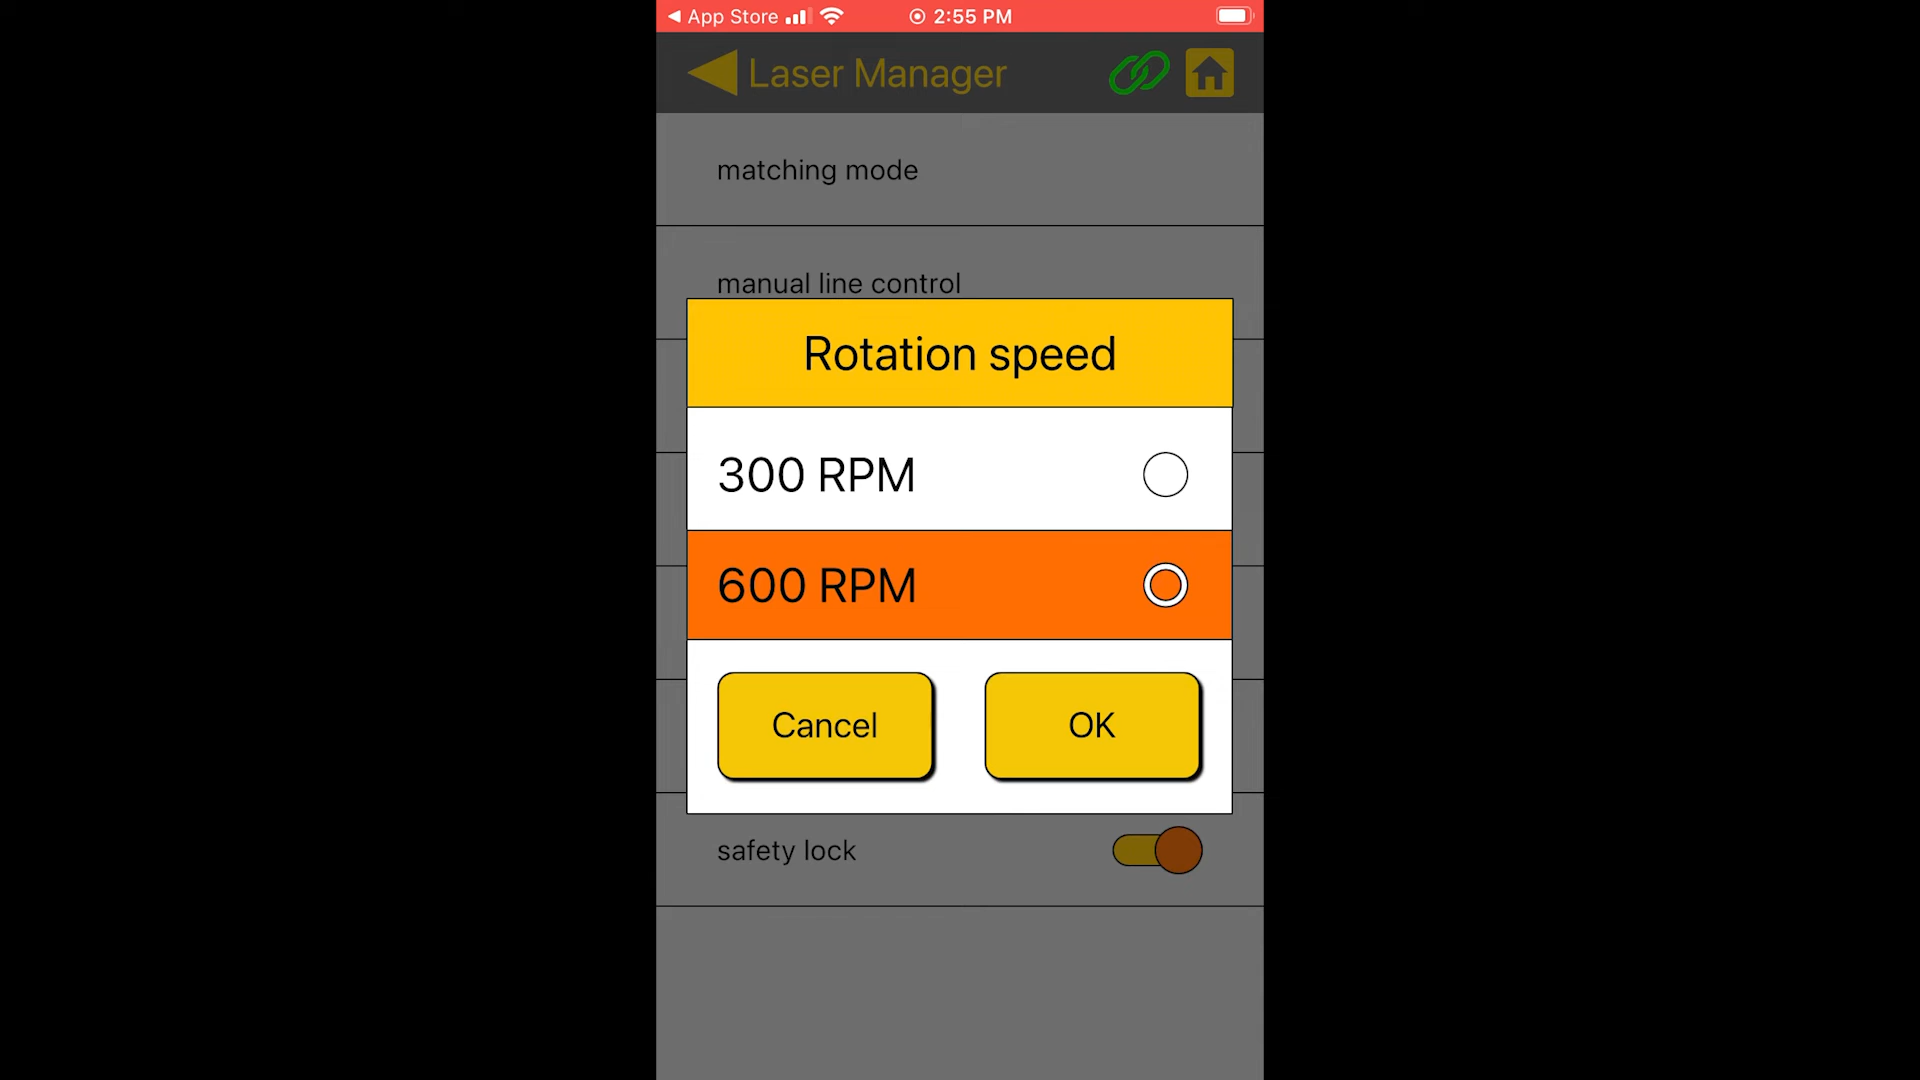 App Store
2:55 PM
Laser Manager
matching mode
manual line control
Rotation speed
300 RPM
600 RPM
Cancel
OK
safety lock